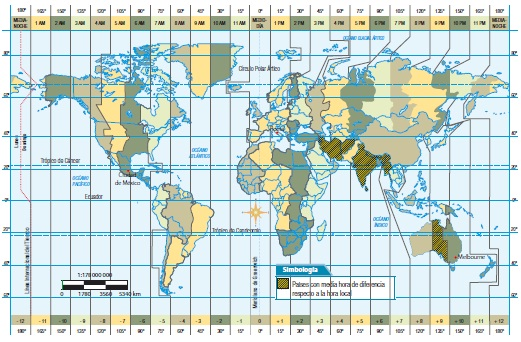 180° 165° 150° 135° 120° 105° 90° 75° 60° 45° 30° 15° 0° 15° 30° 45° 60° 75° 90° 105° 120° 135° 150° 165° 180°
MEDIA NOCHE 1 AM 2 AM 3 AM 4 AM 5 AM 6 AM 7 AM 8 AM 9 AM 10 AM 11 AM MEDIO DÍA 1 PM 2 PM 3 PM 4 PM 5 PM 6 PM 7 PM 8 PM 9 PM 10 PM 11 PM MEDIA NOCHE
OCÉANO GLACIAL ÁRTICO
Círculo Polar Ártico
Lunes
Domingo
OCÉANO ATLÁNTICO
Trópico de Cáncer
Ciudad de México
OCÉANO PACÍFICO
Ecuador
OCÉANO ÍNDICO
Trópico de Capricornio
Melbourne
Línea Internacional del Tiempo
Meridiano de Greenwich
Simbología
Países con media hora de diferencia
respecto a la hora local
1:178 000 000
0 1780 3560 5340 km
-12 -11 -10 -9 -8 -7 -6 -5 -4 -3 -2 -1 0 +1 +2 +3 +4 +5 +6 +7 +8 +9 +10 +11 +12
180° 165° 150° 135° 120° 105° 90° 75° 60° 45° 30° 15° 0° 15° 30° 45° 60° 75° 90° 105° 120° 135° 150° 165° 180°